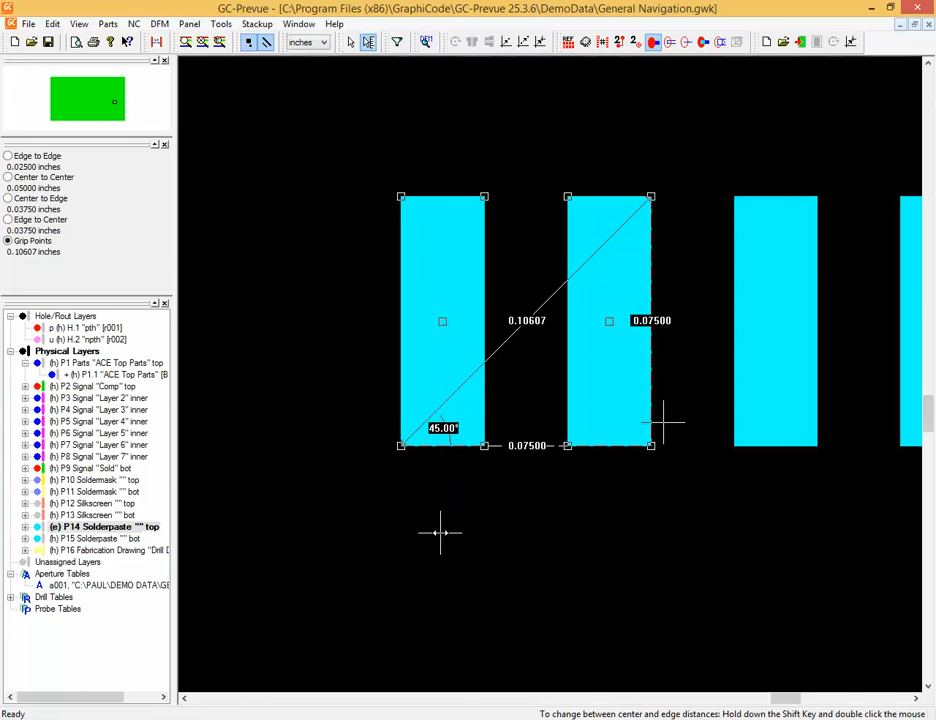 GC-Prevue - [C:\Program Files (x86)\GraphiCode\GC-Prevue 25.3.6\DemoData\General Navigation.gwk]
File Edit View Parts NC DFM Panel Tools Stackup Window Help
inches
Edge to Edge
0.02500 inches
Center to Center
0.05000 inches
Center to Edge
0.03750 inches
Edge to Center
0.03750 inches
Grip Points
0.10607 inches
Hole/Rout Layers
p (h) H.1 "pth" [r001]
u (h) H.2 "npth" [r002]
Physical Layers
(h) P1 Parts "ACE Top Parts" top
+ (h) P1.1 "ACE Top Parts" [B
(h) P2 Signal "Comp" top
(h) P3 Signal "Layer 2" inner
(h) P4 Signal "Layer 3" inner
(h) P5 Signal "Layer 4" inner
(h) P6 Signal "Layer 5" inner
(h) P7 Signal "Layer 6" inner
(h) P8 Signal "Layer 7" inner
(h) P9 Signal "Sold" bot
(h) P10 Soldermask "" top
(h) P11 Soldermask "" bot
(h) P12 Silkscreen "" top
(h) P13 Silkscreen "" bot
(e) P14 Solderpaste "" top
(h) P15 Solderpaste "" bot
(h) P16 Fabrication Drawing "Drill D
Unassigned Layers
Aperture Tables
a001, "C:\PAUL\DEMO DATA\GE
Drill Tables
Probe Tables
0.10607
0.07500
45.00°
0.07500
Ready
To change between center and edge distances: Hold down the Shift Key and double click the mouse